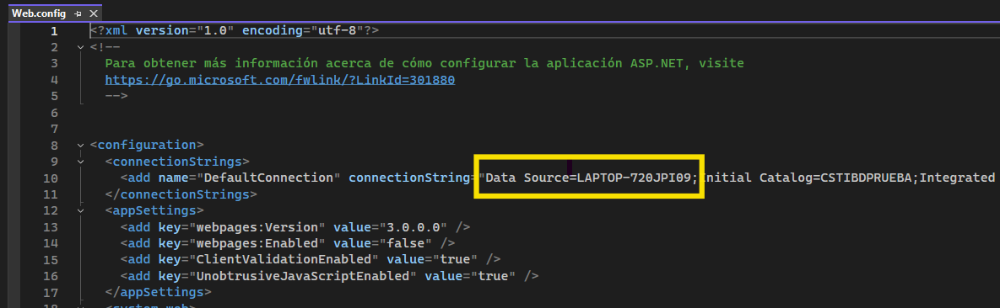 Web.config
1 <?xml version="1.0" encoding="utf-8"?>
2 <!--
3 Para obtener más información acerca de cómo configurar la aplicación ASP.NET, visite
4 https://go.microsoft.com/fwlink/?LinkId=301880
5 -->
6
7
8 <configuration>
9 <connectionStrings>
10 <add name="DefaultConnection" connectionString="Data Source=LAPTOP-720JPI09;Initial Catalog=CSTIBDPRUEBA;Integrated
11 </connectionStrings>
12 <appSettings>
13 <add key="webpages:Version" value="3.0.0.0" />
14 <add key="webpages:Enabled" value="false" />
15 <add key="ClientValidationEnabled" value="true" />
16 <add key="UnobtrusiveJavaScriptEnabled" value="true" />
17 </appSettings>
18 <system.web>